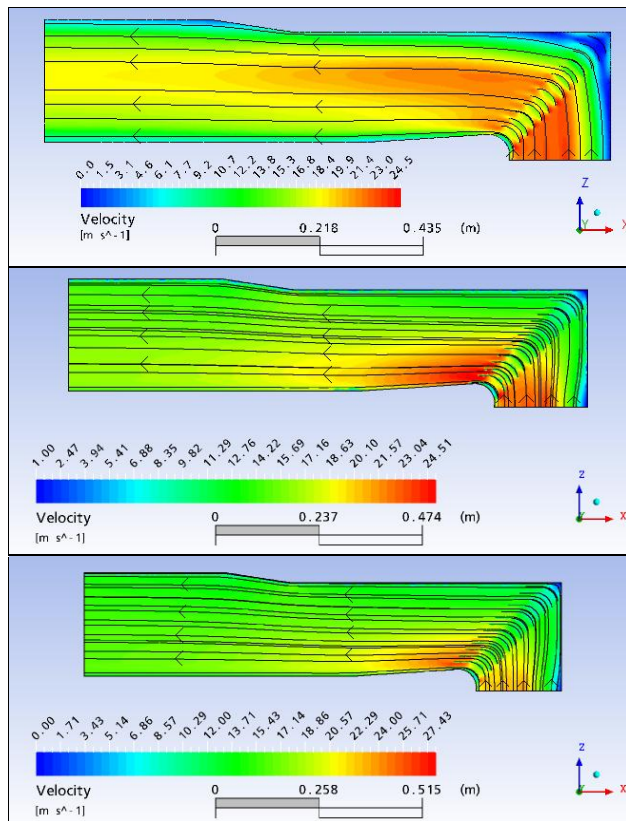 0.0 1.5 3.1 4.6 6.1 7.7 9.2 10.7 12.2 13.8 15.3 16.8 18.4 19.9 21.4 23.0 24.5
Velocity
[m s^-1]
0 0.218 0.435 (m)
Z
Y
X
1.00 2.47 3.94 5.41 6.88 8.35 9.82 11.29 12.76 14.22 15.69 17.16 18.63 20.10 21.57 23.04 24.51
Velocity
[m s^-1]
0 0.237 0.474 (m)
Z
Y
X
0.00 1.71 3.43 5.14 6.86 8.57 10.29 12.00 13.71 15.43 17.14 18.86 20.57 22.29 24.00 25.71 27.43
Velocity
[m s^-1]
0 0.258 0.515 (m)
Z
Y
X